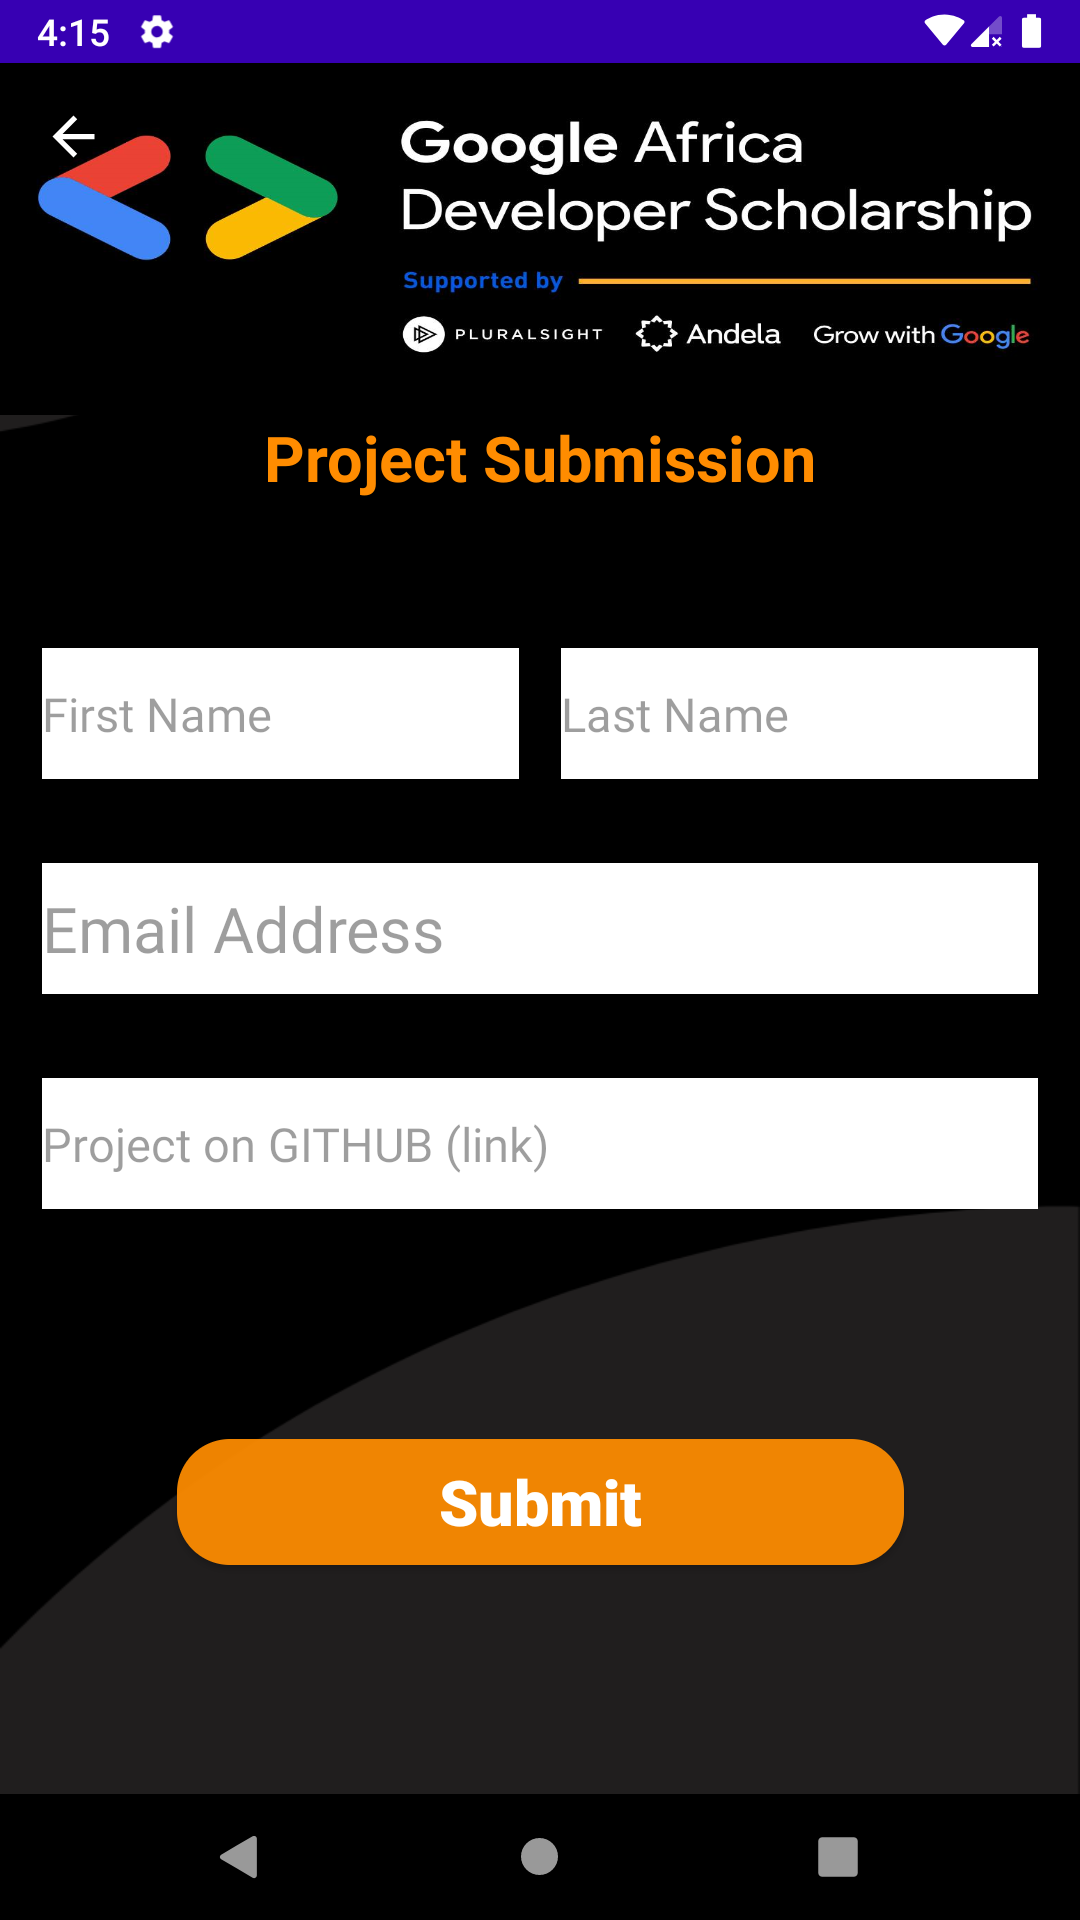 4:15
Google Africa
Developer Scholarship
Supported by
PLURALSIGHT Andela Grow with Google
Project Submission
First Name Last Name
Email Address
Project on GITHUB (link)
Submit